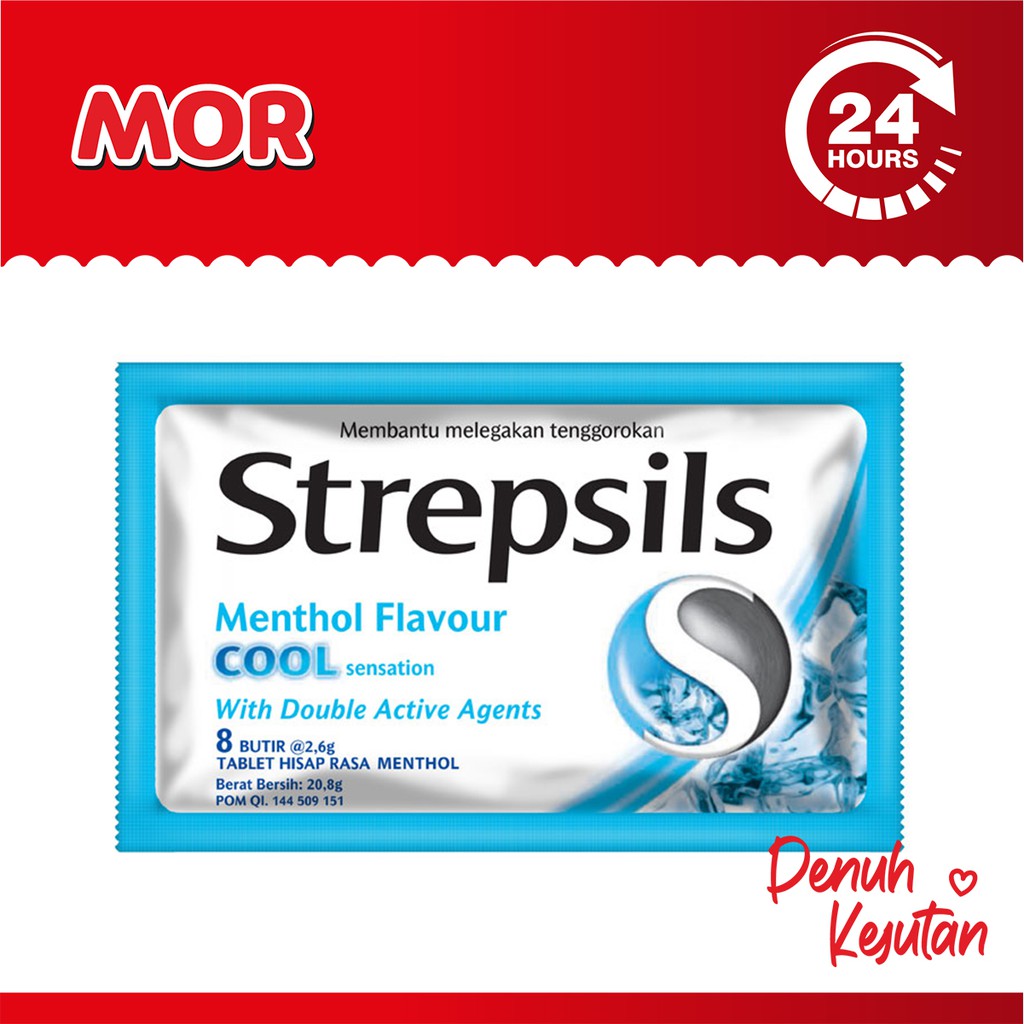 MOR
24
HOURS
Membantu melegakan tenggorokan
Strepsils
Menthol Flavour
COOL sensation
With Double Active Agents
8 BUTIR @2,6g
TABLET HISAP RASA MENTHOL
Berat Bersih: 20,8g
POM QI. 144 509 151
Penuh
Kejutan